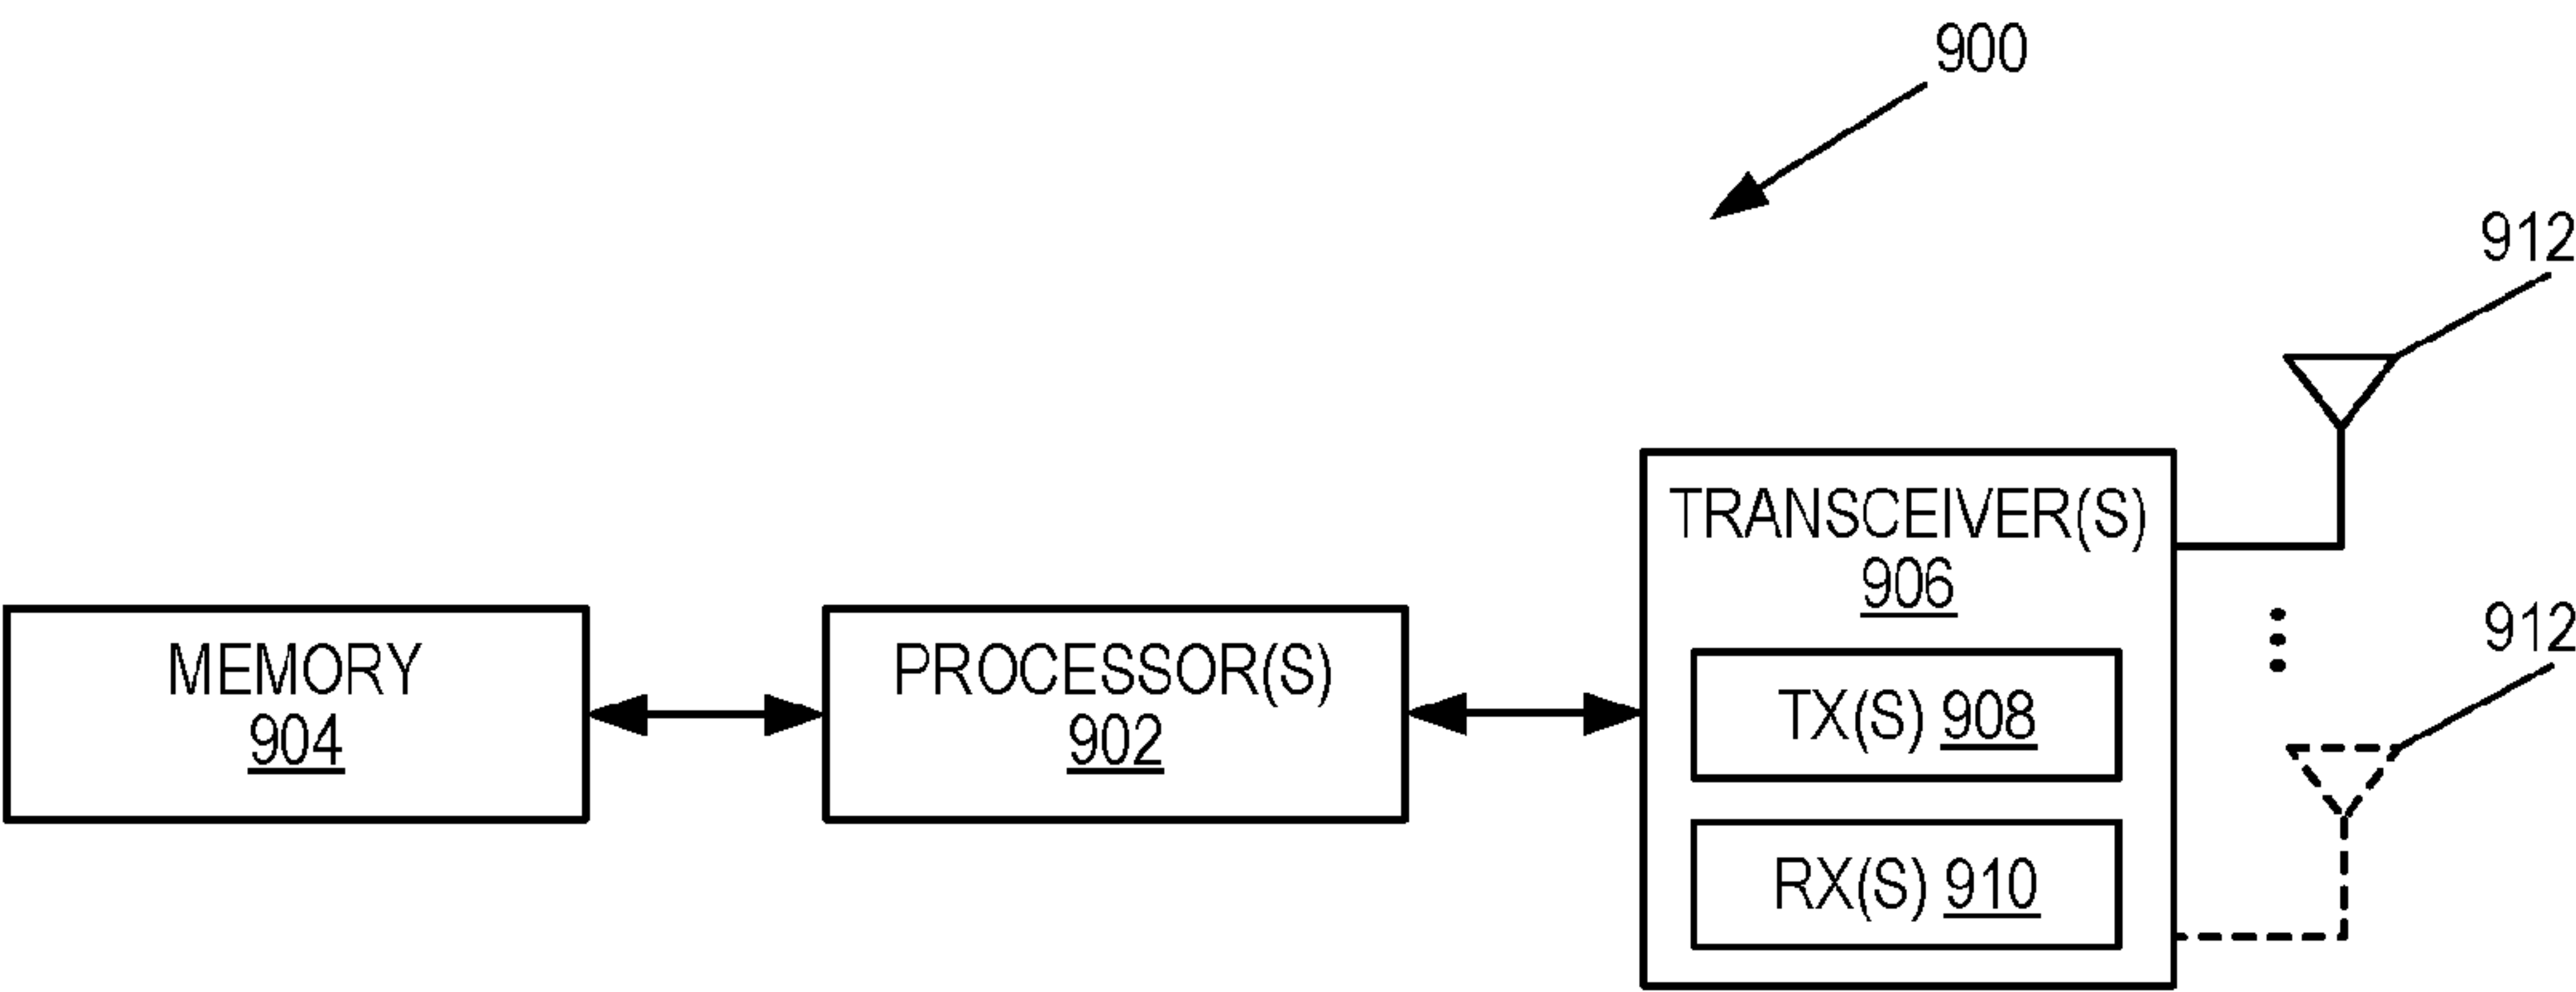 900
912
TRANSCEIVER(S)
906
912
MEMORY
904
PROCESSOR(S)
902
TX(S) 908
RX(S) 910